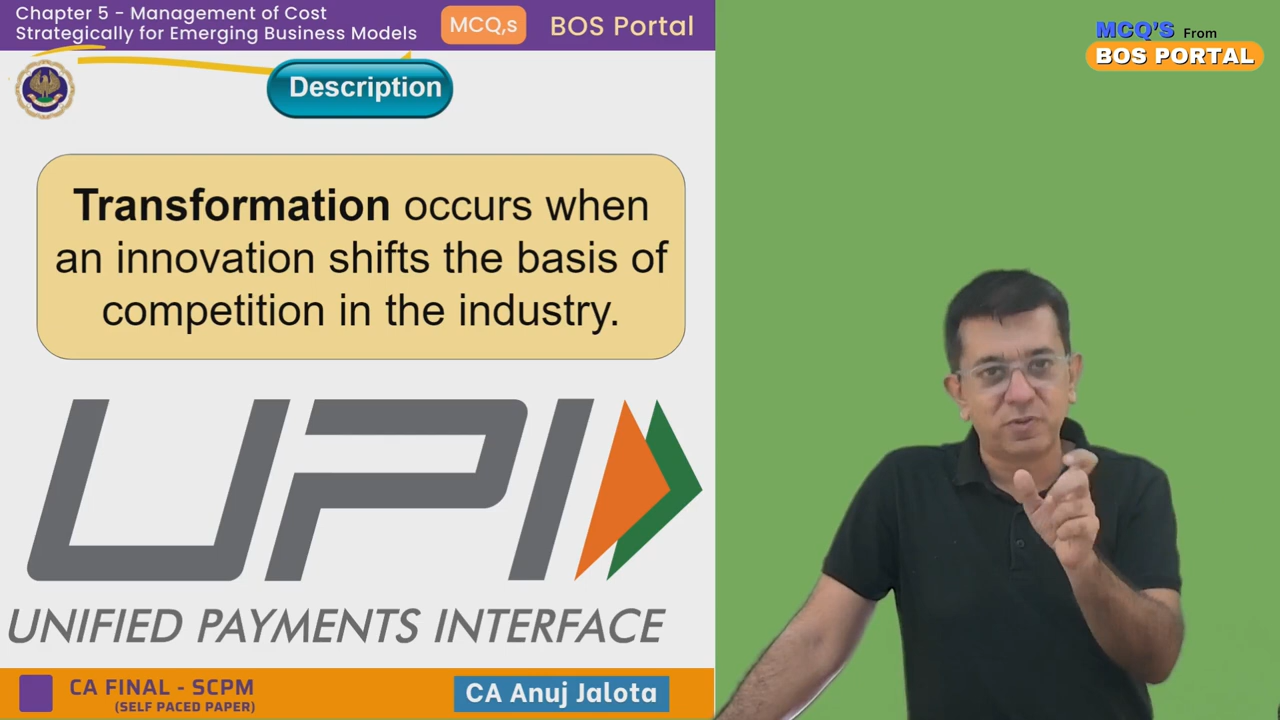 Chapter 5 - Management of Cost
Strategically for Emerging Business Models
MCQ,s
BOS Portal
MCQ'S From
BOS PORTAL
Description
Transformation occurs when
an innovation shifts the basis of
competition in the industry.
UPI
UNIFIED PAYMENTS INTERFACE
CA FINAL - SCPM
(SELF PACED PAPER)
CA Anuj Jalota